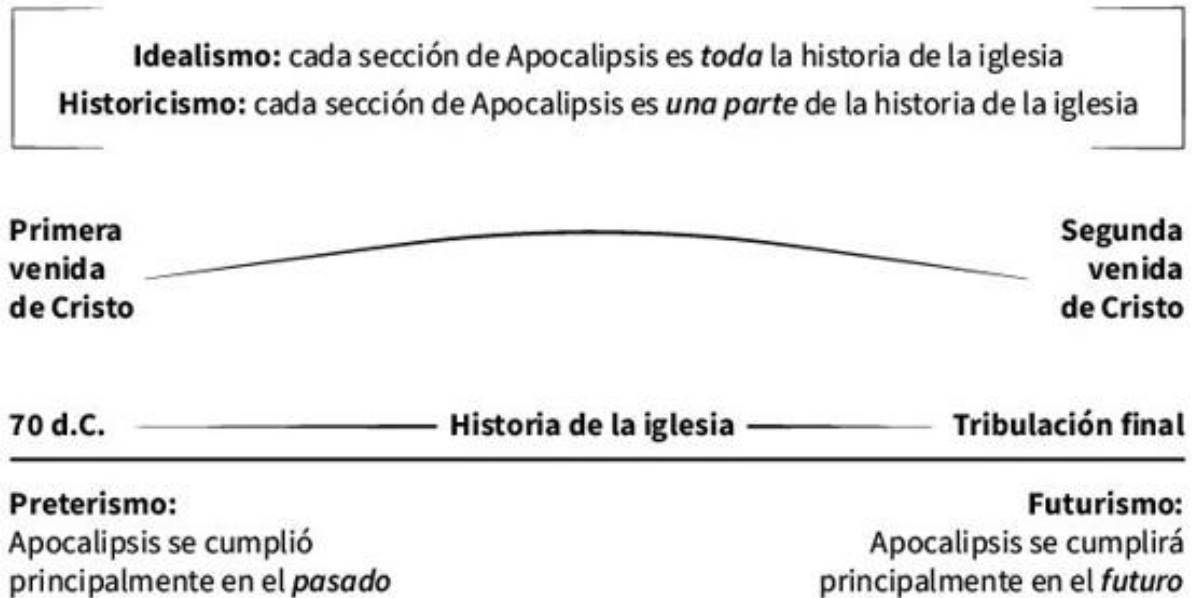 Idealismo: cada sección de Apocalipsis es toda la historia de la iglesia
Historicismo: cada sección de Apocalipsis es una parte de la historia de la iglesia
Primera
venida
de Cristo
Segunda
venida
de Cristo
70 d.C. Historia de la iglesia Tribulación final
Preterismo:
Apocalipsis se cumplió
principalmente en el pasado
Futurismo:
Apocalipsis se cumplirá
principalmente en el futuro